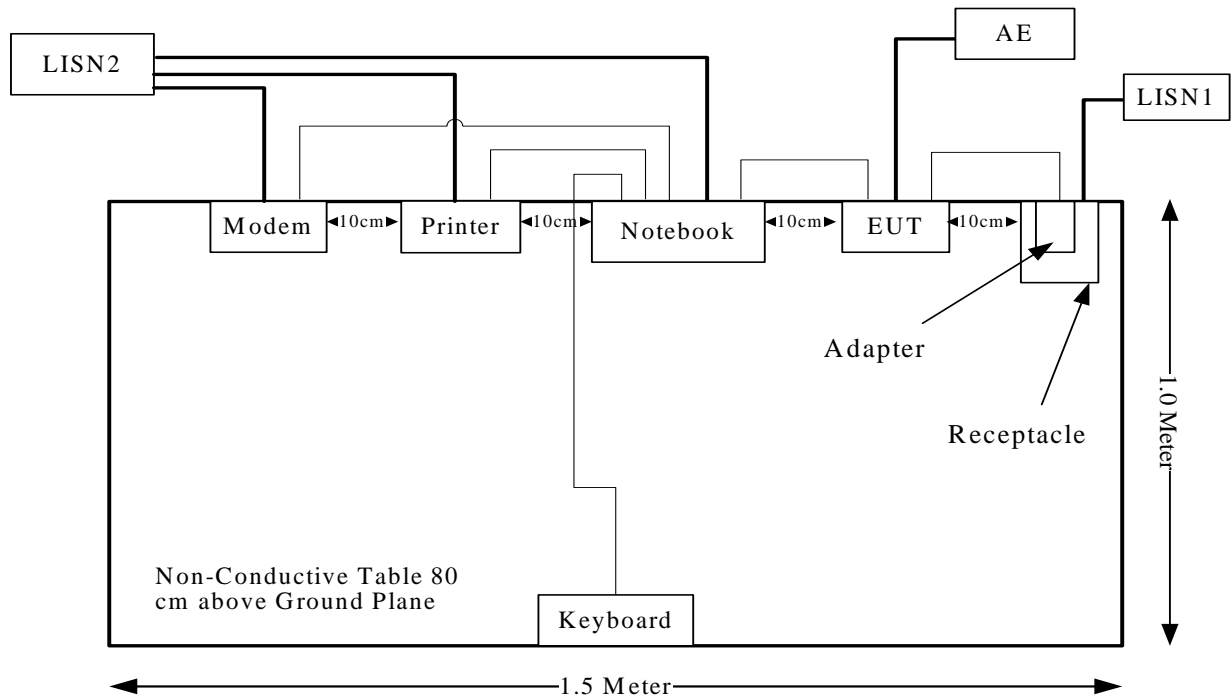 AE
LISN2
LISN1
Modem
10cm
Printer
10cm
Notebook
10cm
EUT
10cm
Adapter
Receptacle
1.0 Meter
Non-Conductive Table 80
cm above Ground Plane
Keyboard
1.5 Meter